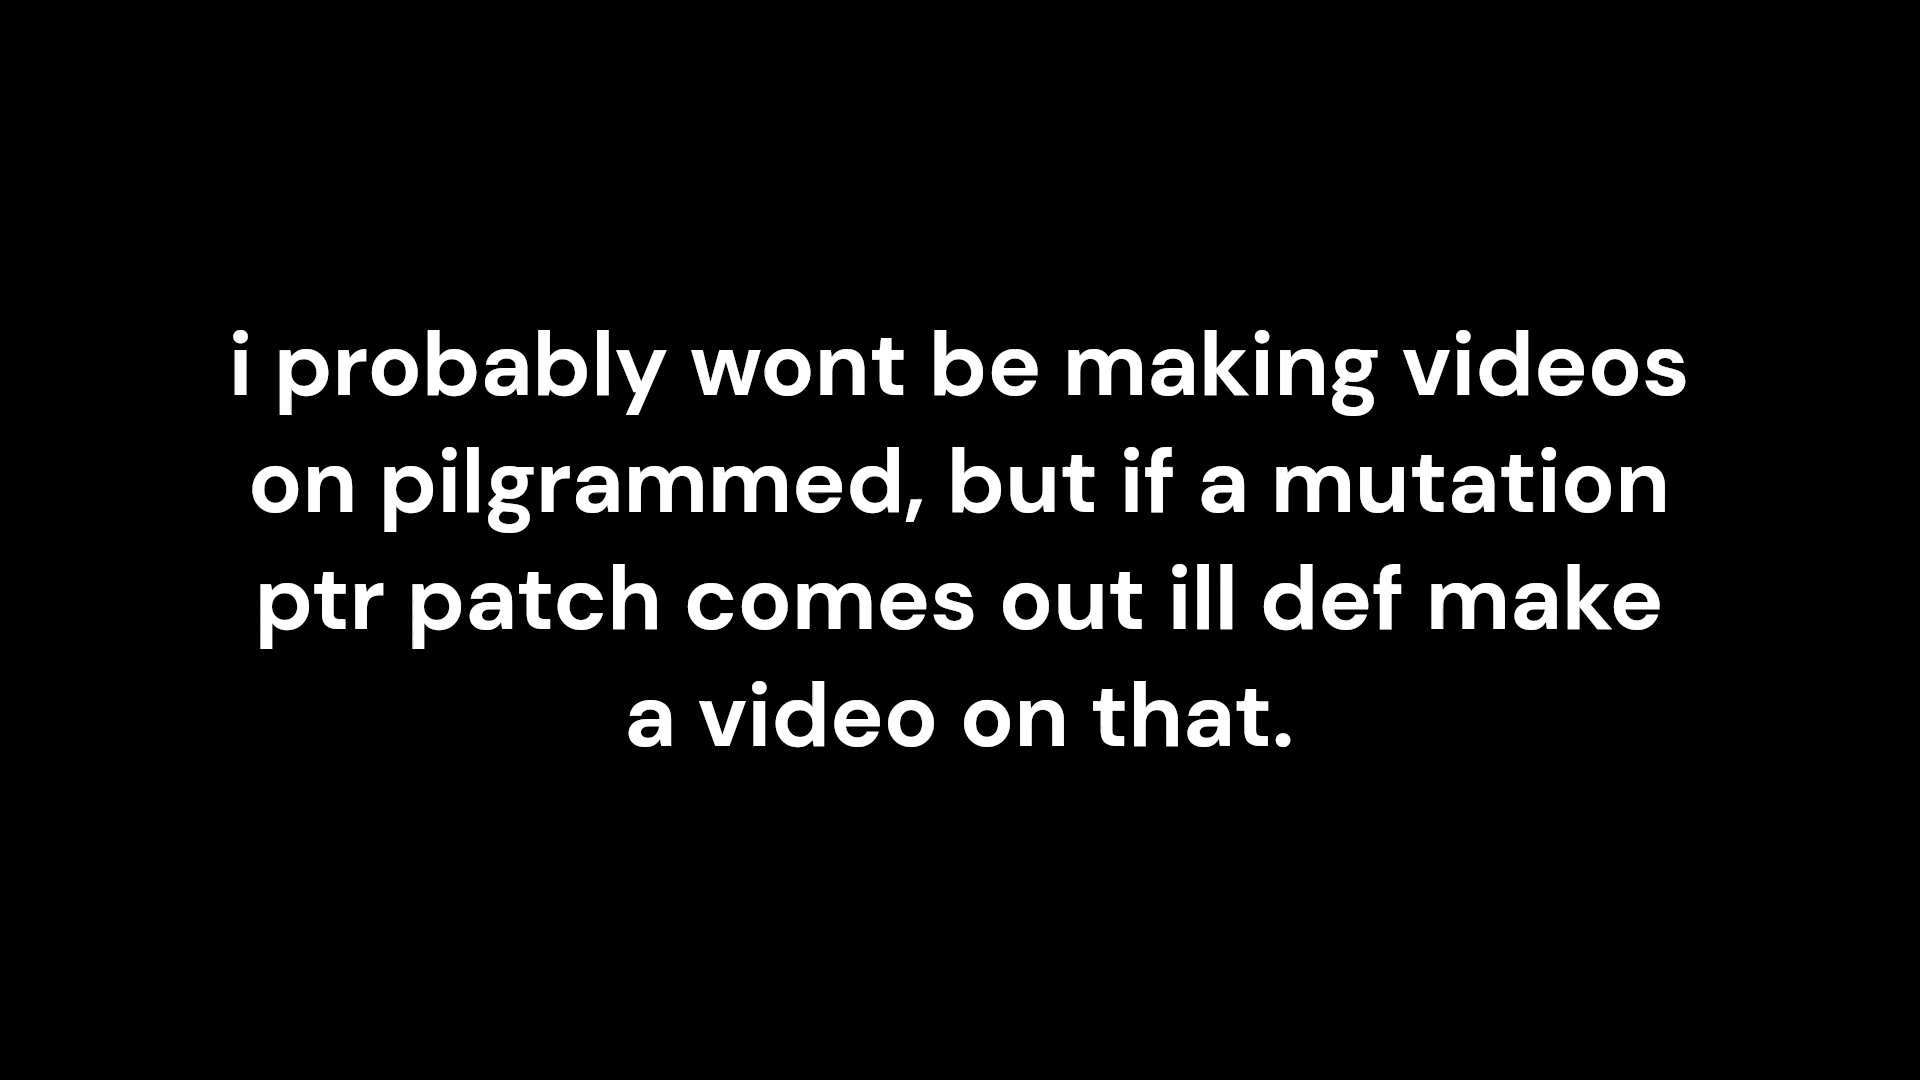 i probably wont be making videos
on pilgrammed, but if a mutation
ptr patch comes out ill def make
a video on that.